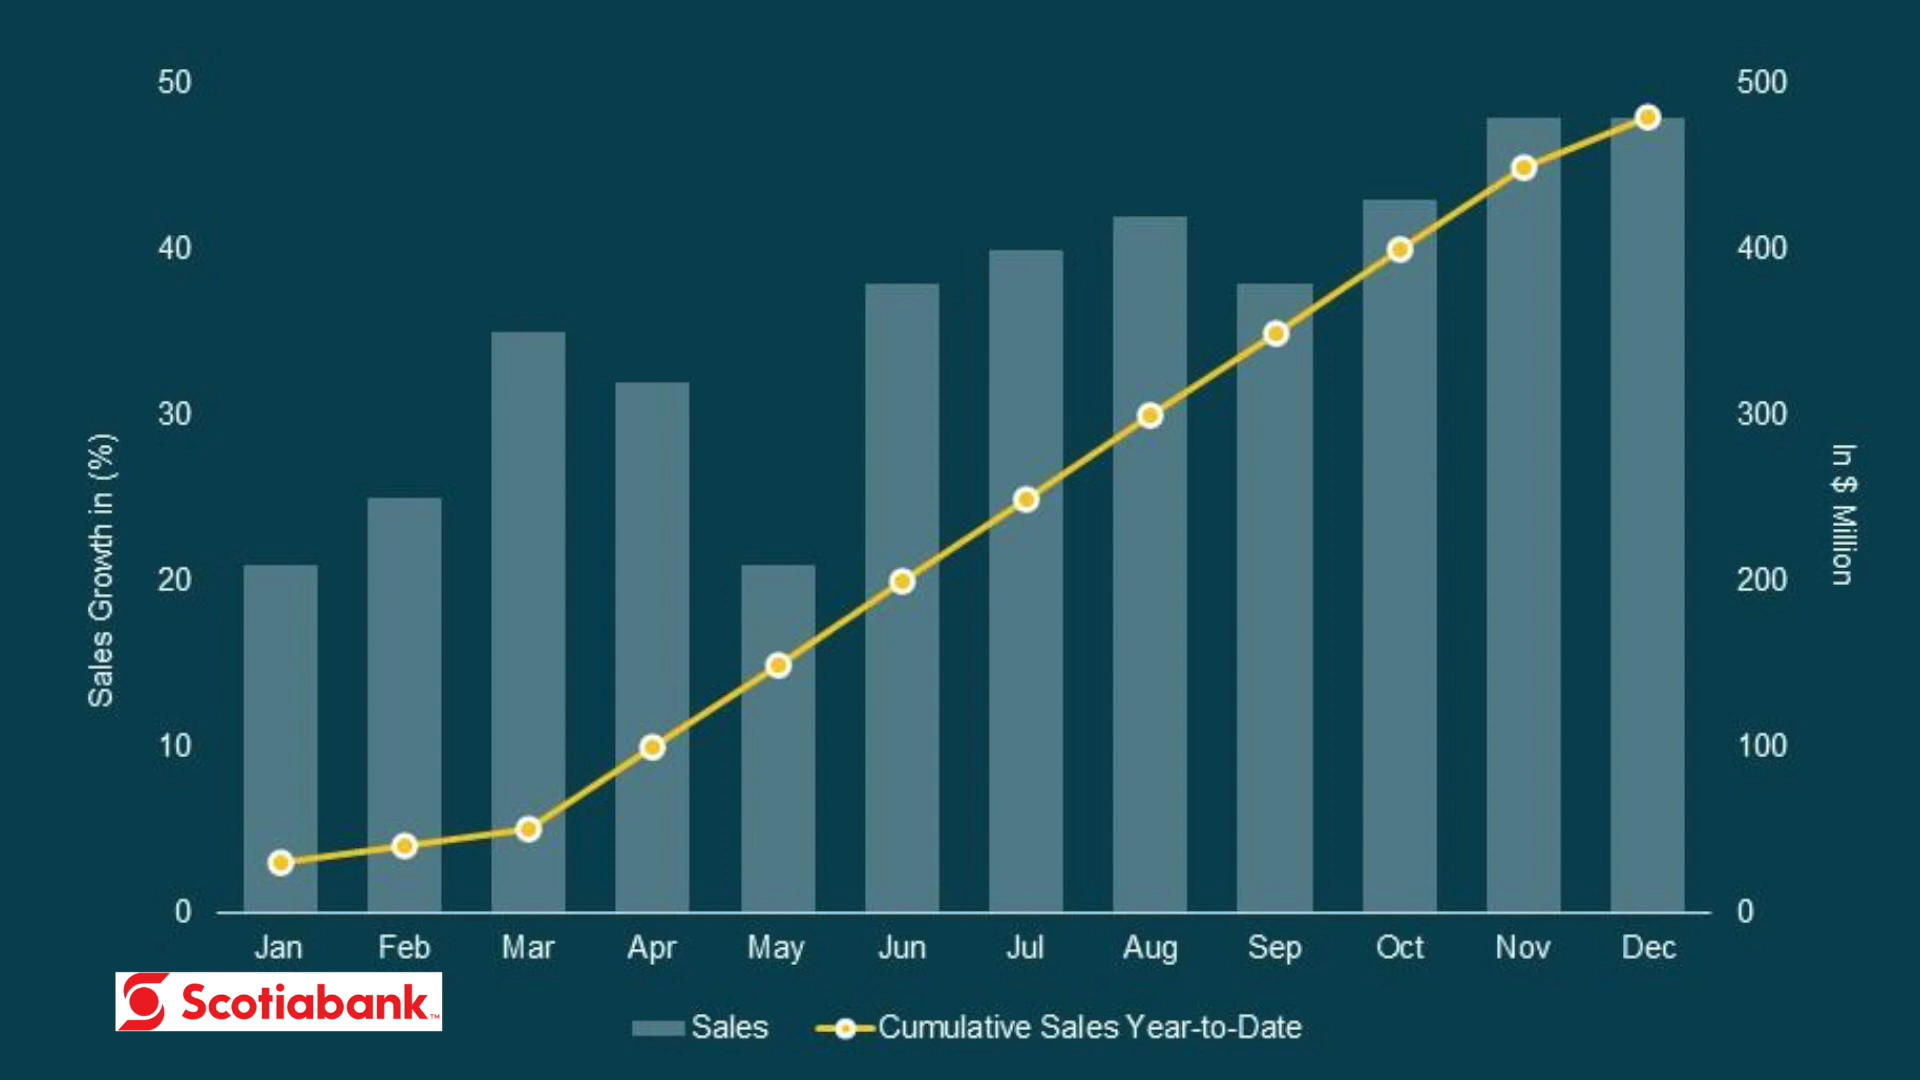 50
40
30
20
10
0
Sales Growth in (%)
500
400
300
200
100
0
In $ Million
Jan Feb Mar Apr May Jun Jul Aug Sep Oct Nov Dec
Scotiabank™
Sales Cumulative Sales Year-to-Date